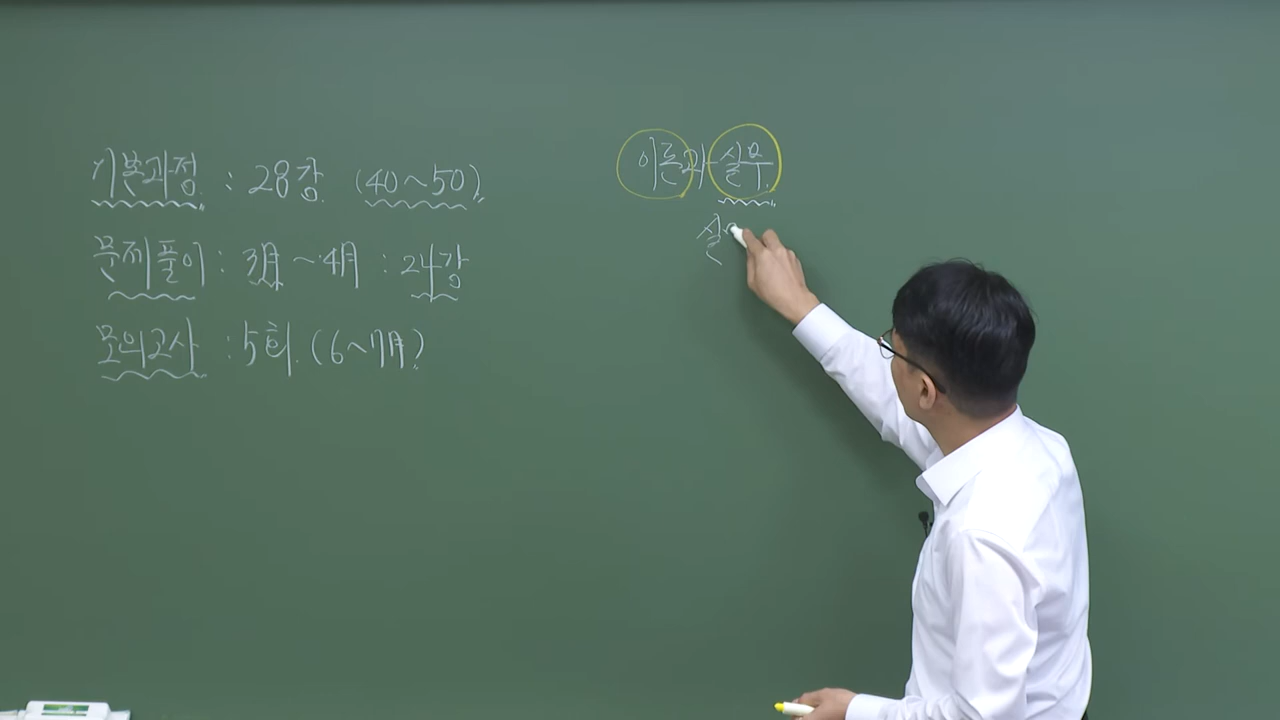 기본과정 : 28강 (40~50)
문제풀이 : 3月 ~ 4月 : 24강
모의고사 : 5회 (6~7月)
이론과 실무
실